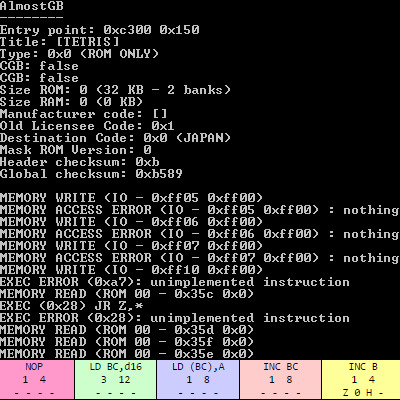 AlmostGB
--------
Entry point: 0xc300 0x150
Title: [TETRIS]
Type: 0x0 (ROM ONLY)
CGB: false
CGB: false
Size ROM: 0 (32 KB - 2 banks)
Size RAM: 0 (0 KB)
Manufacturer code: []
Old Licensee Code: 0x1
Destination Code: 0x0 (JAPAN)
Mask ROM Version: 0
Header checksum: 0xb
Global checksum: 0xb589
MEMORY WRITE (IO - 0xff05 0xff00)
MEMORY ACCESS ERROR (IO - 0xff05 0xff00) : nothing
MEMORY WRITE (IO - 0xff06 0xff00)
MEMORY ACCESS ERROR (IO - 0xff06 0xff00) : nothing
MEMORY WRITE (IO - 0xff07 0xff00)
MEMORY ACCESS ERROR (IO - 0xff07 0xff00) : nothing
MEMORY WRITE (IO - 0xff10 0xff00)
EXEC ERROR (0xa7): unimplemented instruction
MEMORY READ (ROM 00 - 0x35c 0x0)
EXEC (0x28) JR Z,*
EXEC ERROR (0x28): unimplemented instruction
MEMORY READ (ROM 00 - 0x35d 0x0)
MEMORY READ (ROM 00 - 0x35f 0x0)
MEMORY READ (ROM 00 - 0x35e 0x0)
NOP LD BC,d16 LD (BC),A INC BC INC B
1 4 3 12 1 8 1 8 1 4
- - - - - - - - - - - - - - - - Z 0 H -